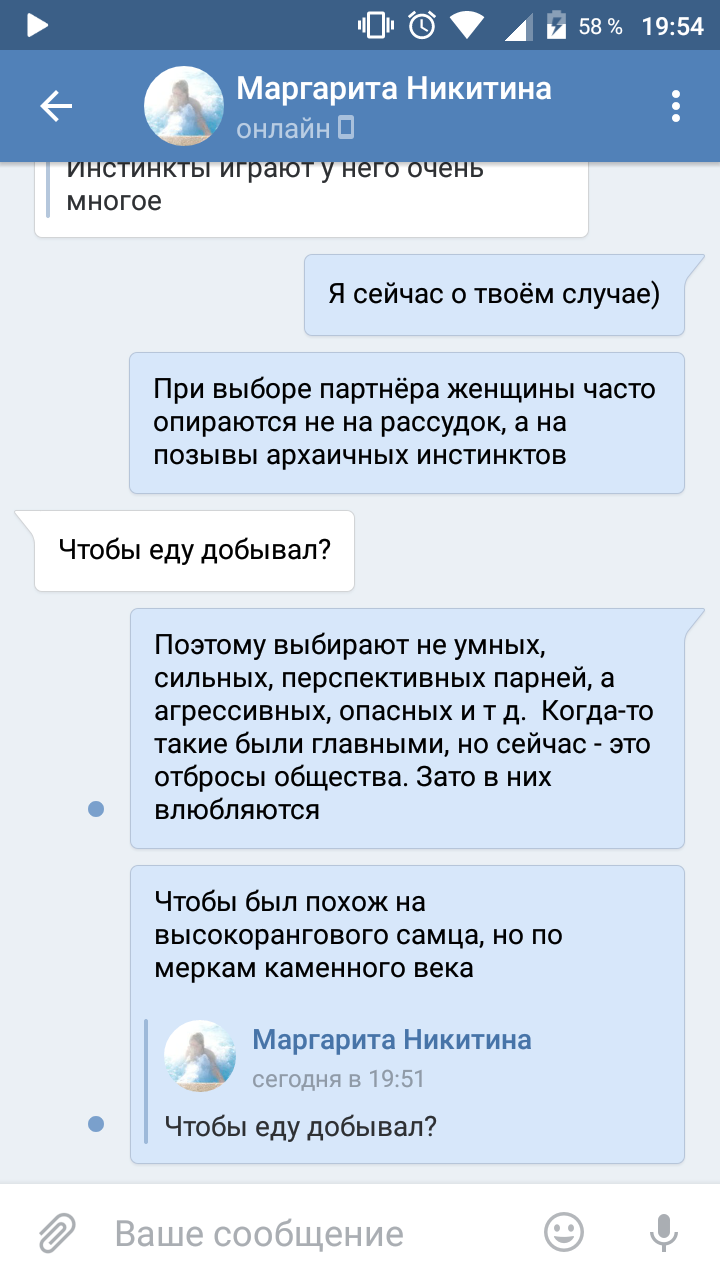 58 % 19:54
Маргарита Никитина
онлайн
Инстинкты играют у него очень
многое
Я сейчас о твоём случае)
При выборе партнёра женщины часто
опираются не на рассудок, а на
позывы архаичных инстинктов
Чтобы еду добывал?
Поэтому выбирают не умных,
сильных, перспективных парней, а
агрессивных, опасных и т д.  Когда-то
такие были главными, но сейчас - это
отбросы общества. Зато в них
влюбляются
Чтобы был похож на
высокорангового самца, но по
меркам каменного века
Маргарита Никитина
сегодня в 19:51
Чтобы еду добывал?
Ваше сообщение